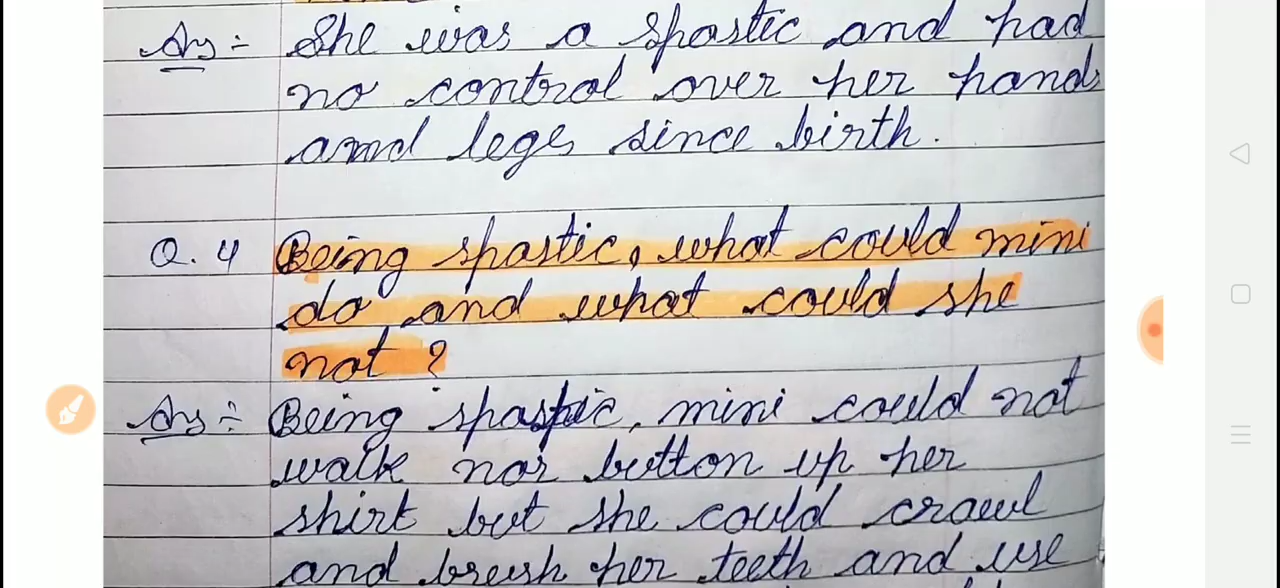 Ans:- She was a spastic and had
no control over her hands
and legs since birth.
Q.4 Being spastic, what could mini
do and what could she
not?
Ans:- Being spastic, mini could not
walk nor button up her
shirt but she could crawl
and brush her teeth and use